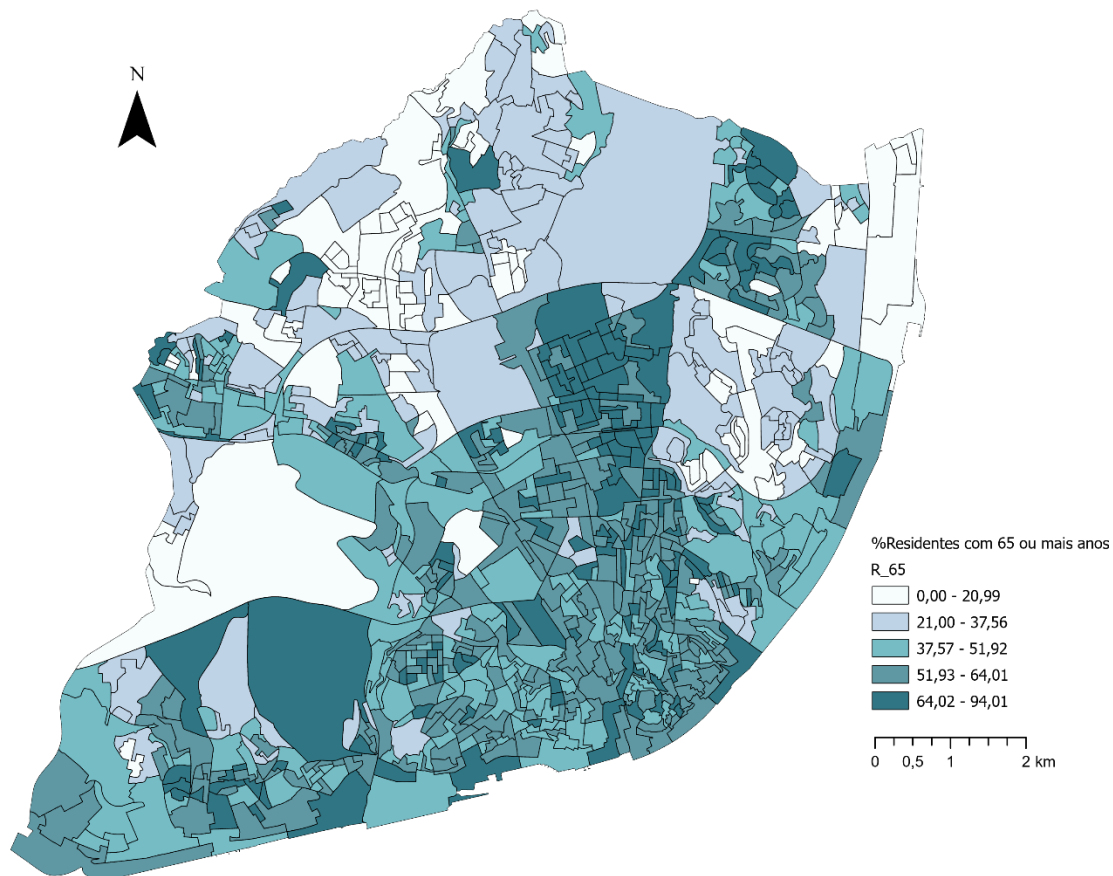 N
%Residentes com 65 ou mais anos
R_65
0,00 - 20,99
21,00 - 37,56
37,57 - 51,92
51,93 - 64,01
64,02 - 94,01
0 0,5 1 2 km